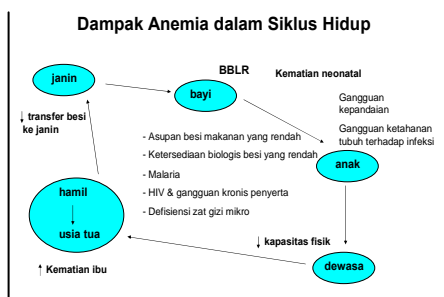 Dampak Anemia dalam Siklus Hidup
janin
BBLR
Kematian neonatal
bayi
Gangguan
kepandaian
Gangguan ketahanan
tubuh terhadap infeksi
↓ transfer besi
ke janin
- Asupan besi makanan yang rendah
- Ketersediaan biologis besi yang rendah
- Malaria
- HIV & gangguan kronis penyerta
- Defisiensi zat gizi mikro
anak
hamil
usia tua
↓ kapasitas fisik
↑ Kematian ibu
dewasa